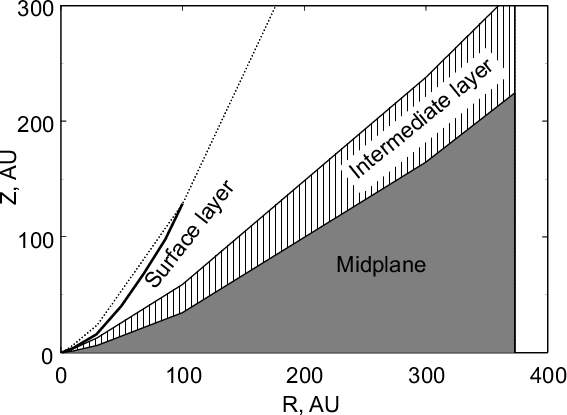 300
200
100
0
Z, AU
Surface layer
Intermediate layer
Midplane
0
100
200
300
400
R, AU